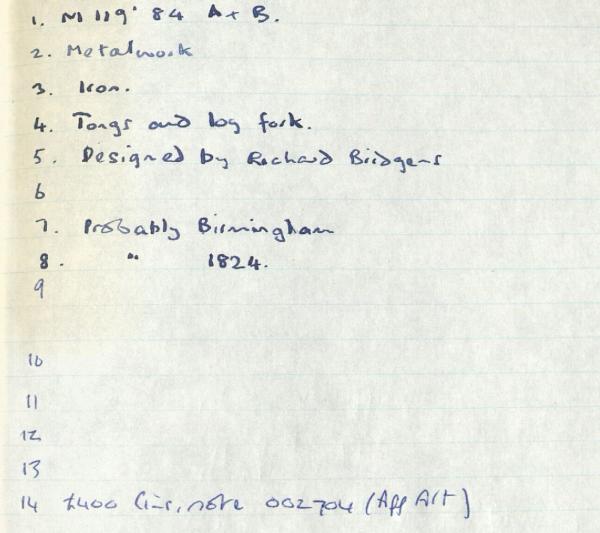 1. M 119' 84 A + B.
2. Metalwork
3. Iron.
4. Tongs and log fork.
5. Designed by Richard Bridgens
6
7. Probably Birmingham
8. " 1824.
9
10
11
12
13
14 £400 note 002704 (App Art)